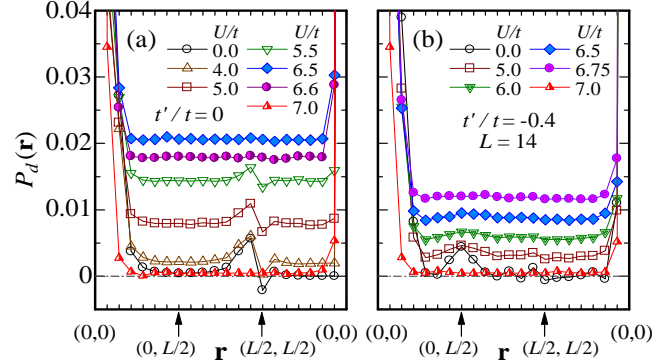 0.04
0.03
0.02
0.01
0
P_d(r)
(a)
U/t U/t
0.0 5.5
4.0 6.5
5.0 6.6
t'/t = 0 7.0
(b)
U/t U/t
0.0 6.5
5.0 6.75
6.0 7.0
t'/t = -0.4
L = 14
(0,0) (0, L/2) r (L/2, L/2) (0,0)
(0,0) (0, L/2) r (L/2, L/2) (0,0)